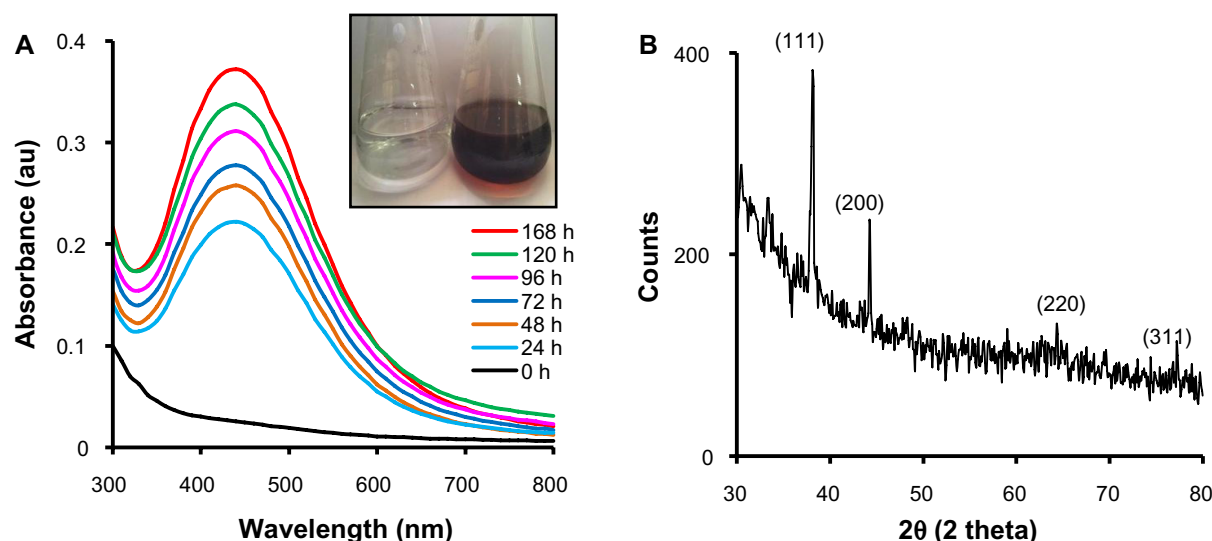 A
0.4
0.3
0.2
0.1
0
Absorbance (au)
300 400 500 600 700 800
Wavelength (nm)
168 h
120 h
96 h
72 h
48 h
24 h
0 h
B
400
200
0
Counts
(111)
(200)
(220)
(311)
30 40 50 60 70 80
2θ (2 theta)